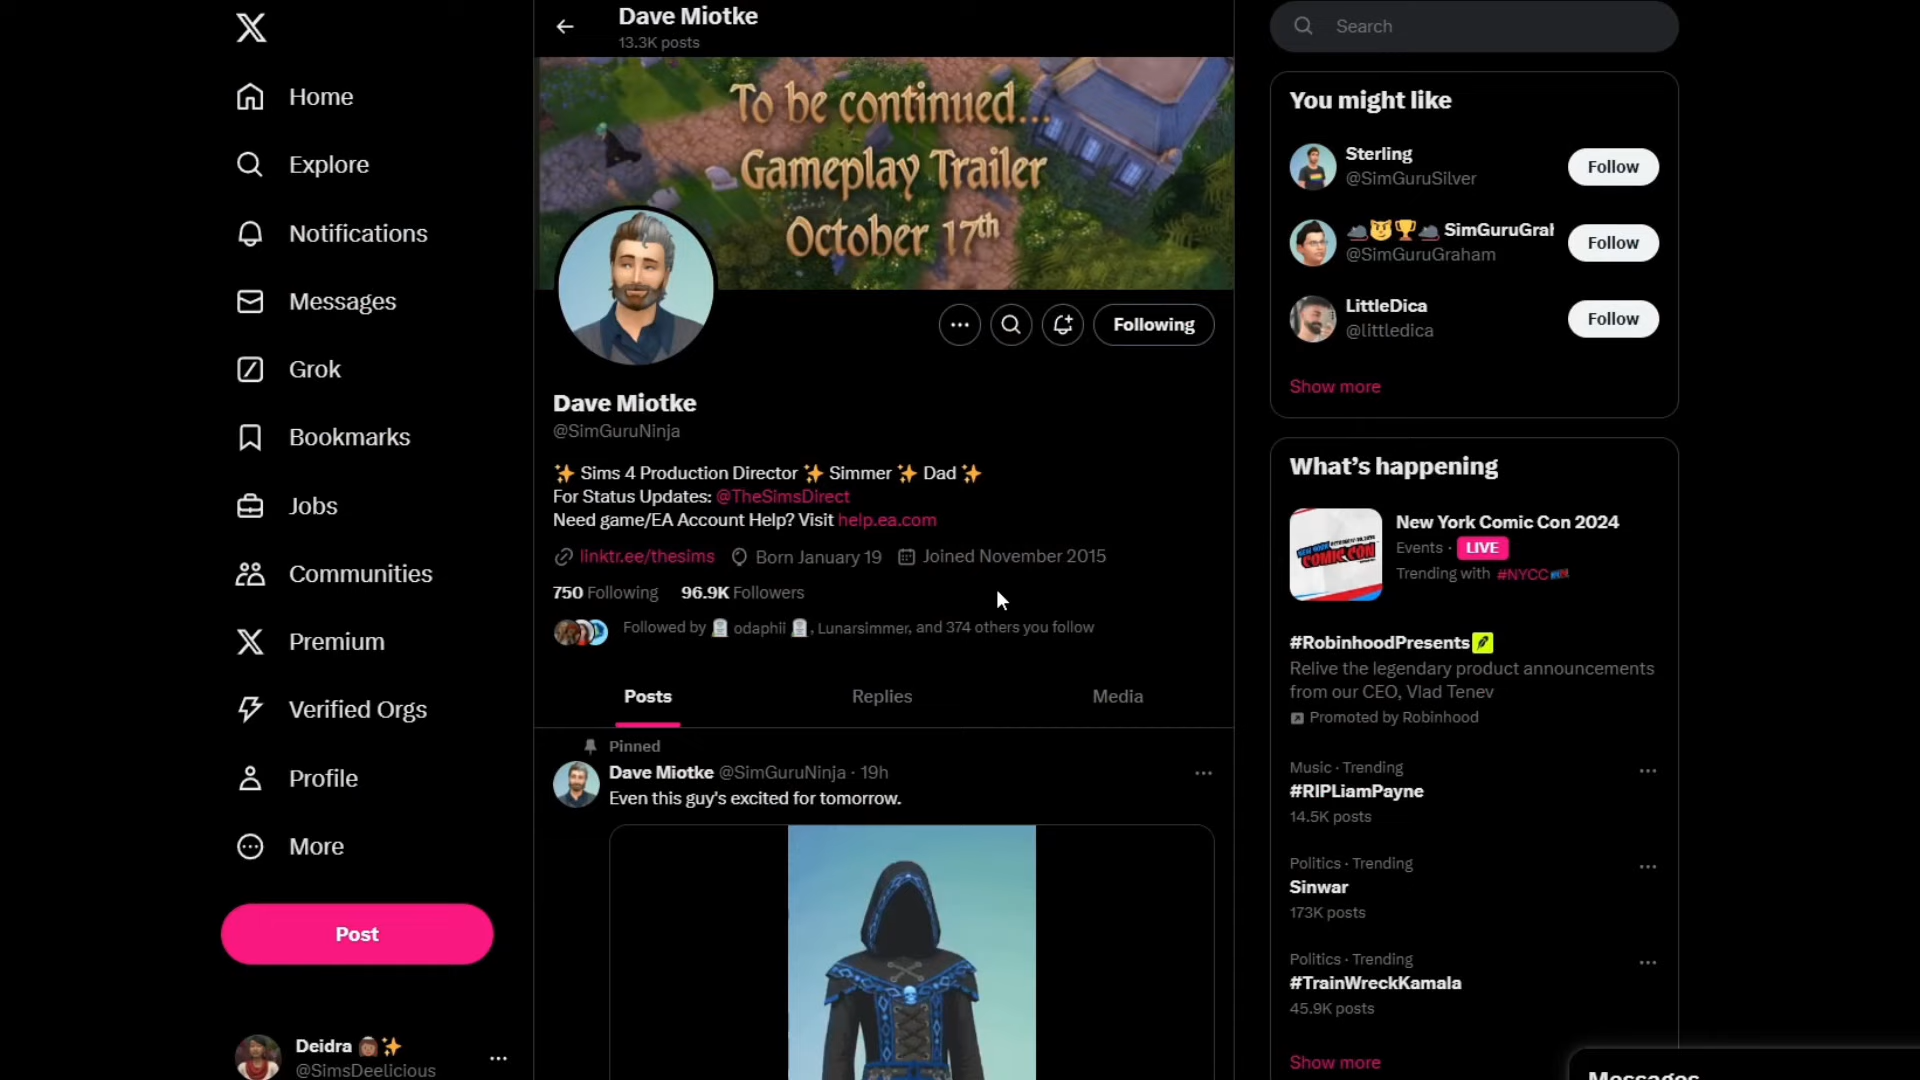 Home
Explore
Notifications
Messages
Grok
Bookmarks
Jobs
Communities
Premium
Verified Orgs
Profile
More
Post
Deidra
@SimsDeelicious
Dave Miotke
13.3K posts
To be continued...
Gameplay Trailer
October 17th
Following
Dave Miotke
@SimGuruNinja
✨ Sims 4 Production Director ✨ Simmer ✨ Dad ✨
For Status Updates: @TheSimsDirect
Need game/EA Account Help? Visit help.ea.com
linktr.ee/thesims Born January 19 Joined November 2015
750 Following 96.9K Followers
Followed by 🪦 odaphii 🪦, Lunarsimmer, and 374 others you follow
Posts Replies Media
Pinned
Dave Miotke @SimGuruNinja · 19h
Even this guy's excited for tomorrow.
Search
You might like
Sterling
@SimGuruSilver
Follow
SimGuruGra
@SimGuruGraham
Follow
LittleDica
@littledica
Follow
Show more
What's happening
New York Comic Con 2024
Events · LIVE
Trending with #NYCC
NEW YORK
COMIC CON
#RobinhoodPresents
Relive the legendary product announcements
from our CEO, Vlad Tenev
Promoted by Robinhood
Music · Trending
#RIPLiamPayne
14.5K posts
Politics · Trending
Sinwar
173K posts
Politics · Trending
#TrainWreckKamala
45.9K posts
Show more
Messages